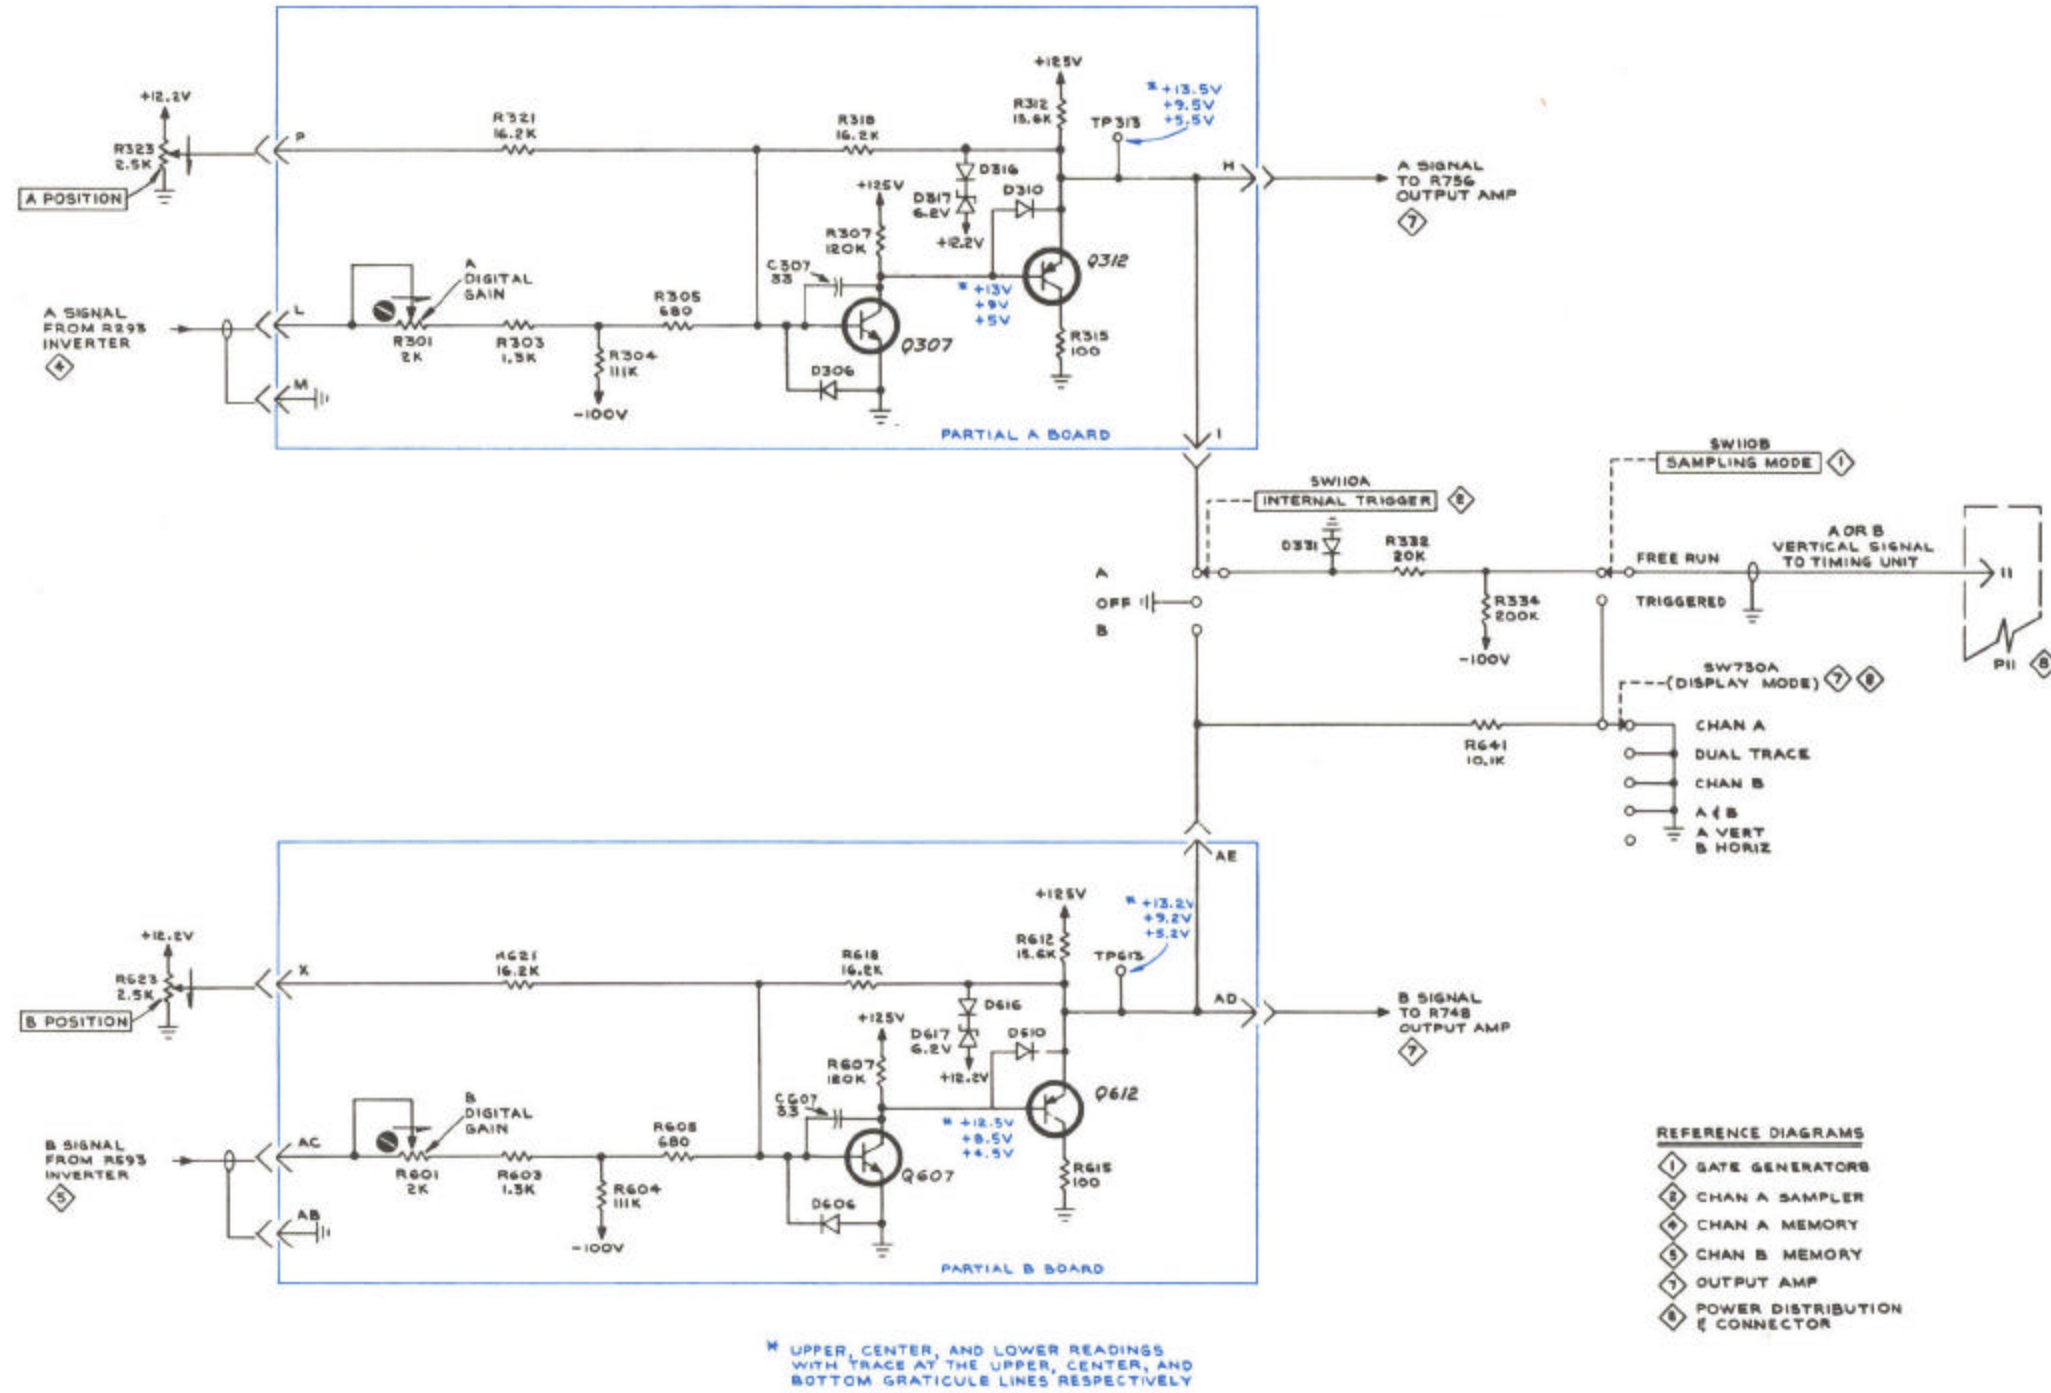 +12.2V
R323
2.5K
A POSITION
P
R321
16.2K
R318
16.2K
+125V
R312
15.6K
TP313
* +13.5V
+9.5V
+5.5V
D316
D317
6.2V
+12.2V
D310
+125V
R307
120K
H
A SIGNAL
TO R756
OUTPUT AMP
7
A SIGNAL
FROM R293
INVERTER
4
L
M
A
DIGITAL
GAIN
R301
2K
R303
1.3K
R304
111K
-100V
R305
680
C307
33
Q307
D306
* +13V
+9V
+5V
Q312
R315
100
PARTIAL A BOARD
I
SW110A
INTERNAL TRIGGER
2
SW110B
SAMPLING MODE
1
D331
R332
20K
A
OFF
B
FREE RUN
TRIGGERED
A OR B
VERTICAL SIGNAL
TO TIMING UNIT
11
P11
8
R334
200K
-100V
SW730A
(DISPLAY MODE)
7
8
R641
10.1K
CHAN A
DUAL TRACE
CHAN B
A & B
A VERT
B HORIZ
AE
+12.2V
R623
2.5K
B POSITION
X
R621
16.2K
R618
16.2K
+125V
R612
15.6K
TP613
* +13.2V
+9.2V
+5.2V
D616
D617
6.2V
+12.2V
D610
+125V
R607
120K
AD
B SIGNAL
TO R748
OUTPUT AMP
7
B SIGNAL
FROM R693
INVERTER
5
AC
AB
B
DIGITAL
GAIN
R601
2K
R603
1.3K
R604
111K
-100V
R605
680
C607
33
Q607
D606
* +12.5V
+8.5V
+4.5V
Q612
R615
100
PARTIAL B BOARD
REFERENCE DIAGRAMS
1 GATE GENERATORS
2 CHAN A SAMPLER
4 CHAN A MEMORY
5 CHAN B MEMORY
7 OUTPUT AMP
8 POWER DISTRIBUTION
& CONNECTOR
* UPPER, CENTER, AND LOWER READINGS
WITH TRACE AT THE UPPER, CENTER, AND
BOTTOM GRATICULE LINES RESPECTIVELY